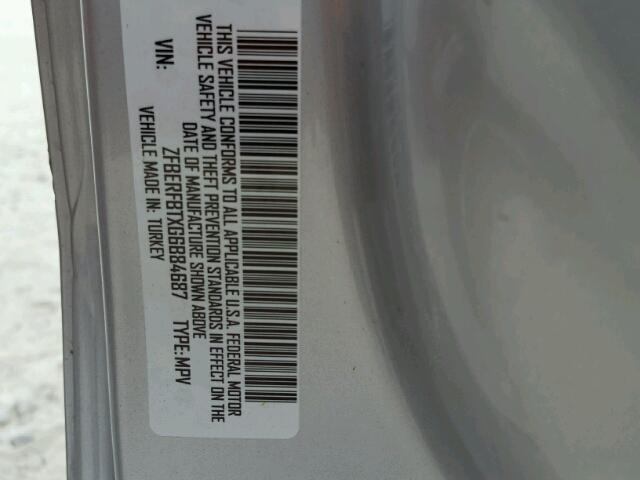 THIS VEHICLE CONFORMS TO ALL APPLICABLE U.S.A. FEDERAL MOTOR
VEHICLE SAFETY AND THEFT PREVENTION STANDARDS IN EFFECT ON THE
DATE OF MANUFACTURE SHOWN ABOVE
VIN: ZFBERFBTXG6B84687 TYPE: MPV
VEHICLE MADE IN: TURKEY